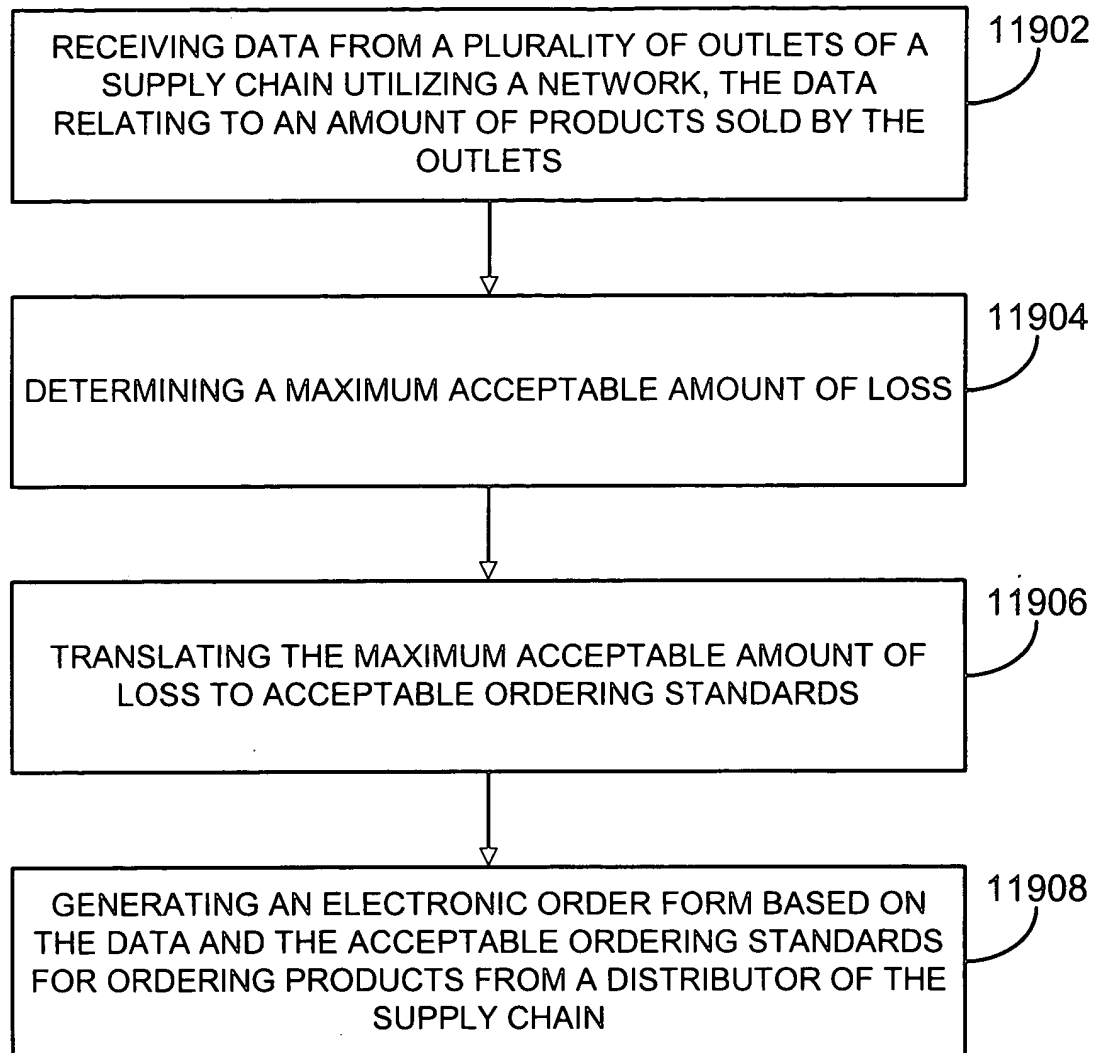 RECEIVING DATA FROM A PLURALITY OF OUTLETS OF A
SUPPLY CHAIN UTILIZING A NETWORK, THE DATA
RELATING TO AN AMOUNT OF PRODUCTS SOLD BY THE
OUTLETS
11902
DETERMINING A MAXIMUM ACCEPTABLE AMOUNT OF LOSS
11904
TRANSLATING THE MAXIMUM ACCEPTABLE AMOUNT OF
LOSS TO ACCEPTABLE ORDERING STANDARDS
11906
GENERATING AN ELECTRONIC ORDER FORM BASED ON
THE DATA AND THE ACCEPTABLE ORDERING STANDARDS
FOR ORDERING PRODUCTS FROM A DISTRIBUTOR OF THE
SUPPLY CHAIN
11908